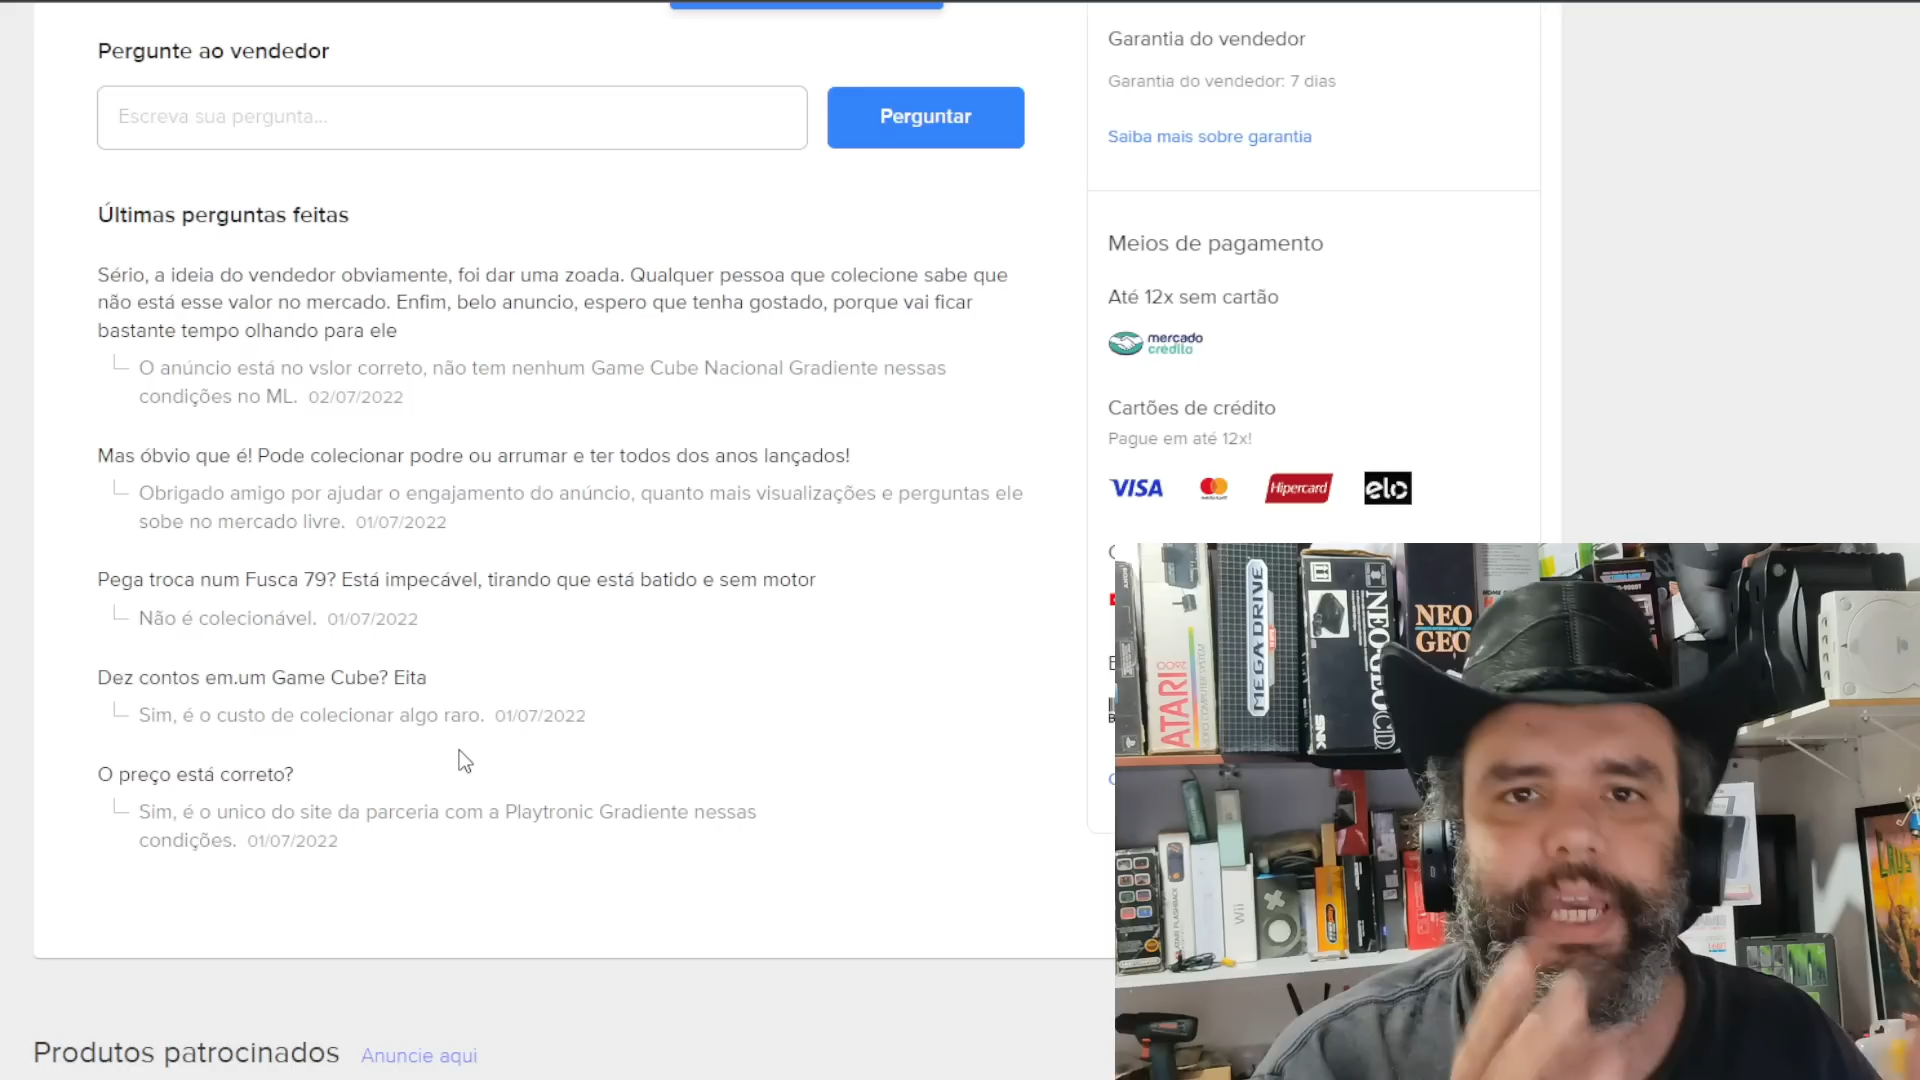 Pergunte ao vendedor
Escreva sua pergunta...
Perguntar
Últimas perguntas feitas
Sério, a ideia do vendedor obviamente, foi dar uma zoada. Qualquer pessoa que colecione sabe que
não está esse valor no mercado. Enfim, belo anuncio, espero que tenha gostado, porque vai ficar
bastante tempo olhando para ele
O anúncio está no vslor correto, não tem nenhum Game Cube Nacional Gradiente nessas
condições no ML. 02/07/2022
Mas óbvio que é! Pode colecionar podre ou arrumar e ter todos dos anos lançados!
Obrigado amigo por ajudar o engajamento do anúncio, quanto mais visualizações e perguntas ele
sobe no mercado livre. 01/07/2022
Pega troca num Fusca 79? Está impecável, tirando que está batido e sem motor
Não é colecionável. 01/07/2022
Dez contos em.um Game Cube? Eita
Sim, é o custo de colecionar algo raro. 01/07/2022
O preço está correto?
Sim, é o unico do site da parceria com a Playtronic Gradiente nessas
condições. 01/07/2022
Produtos patrocinados Anuncie aqui
Garantia do vendedor
Garantia do vendedor: 7 dias
Saiba mais sobre garantia
Meios de pagamento
Até 12x sem cartão
mercado
crédito
Cartões de crédito
Pague em até 12x!
VISA
Hipercard
elo
ATARI 2600
MEGA DRIVE
NEO·GEO CD
SNK
NEO
GEO
Wii
ATARI FLASHBACK